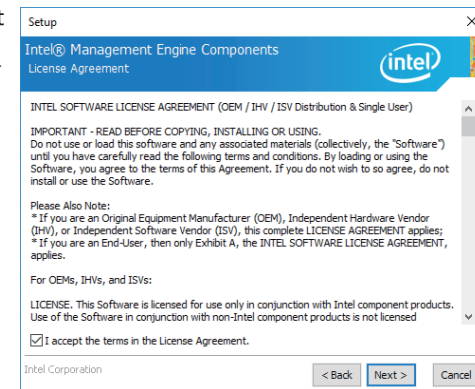 t
Setup
Intel® Management Engine Components
License Agreement
intel
INTEL SOFTWARE LICENSE AGREEMENT (OEM / IHV / ISV Distribution & Single User)
IMPORTANT - READ BEFORE COPYING, INSTALLING OR USING.
Do not use or load this software and any associated materials (collectively, the "Software")
until you have carefully read the following terms and conditions. By loading or using the
Software, you agree to the terms of this Agreement. If you do not wish to so agree, do not
install or use the Software.
Please Also Note:
* If you are an Original Equipment Manufacturer (OEM), Independent Hardware Vendor
(IHV), or Independent Software Vendor (ISV), this complete LICENSE AGREEMENT applies;
* If you are an End-User, then only Exhibit A, the INTEL SOFTWARE LICENSE AGREEMENT,
applies.
For OEMs, IHVs, and ISVs:
LICENSE. This Software is licensed for use only in conjunction with Intel component products.
Use of the Software in conjunction with non-Intel component products is not licensed
I accept the terms in the License Agreement.
Intel Corporation
< Back Next > Cancel